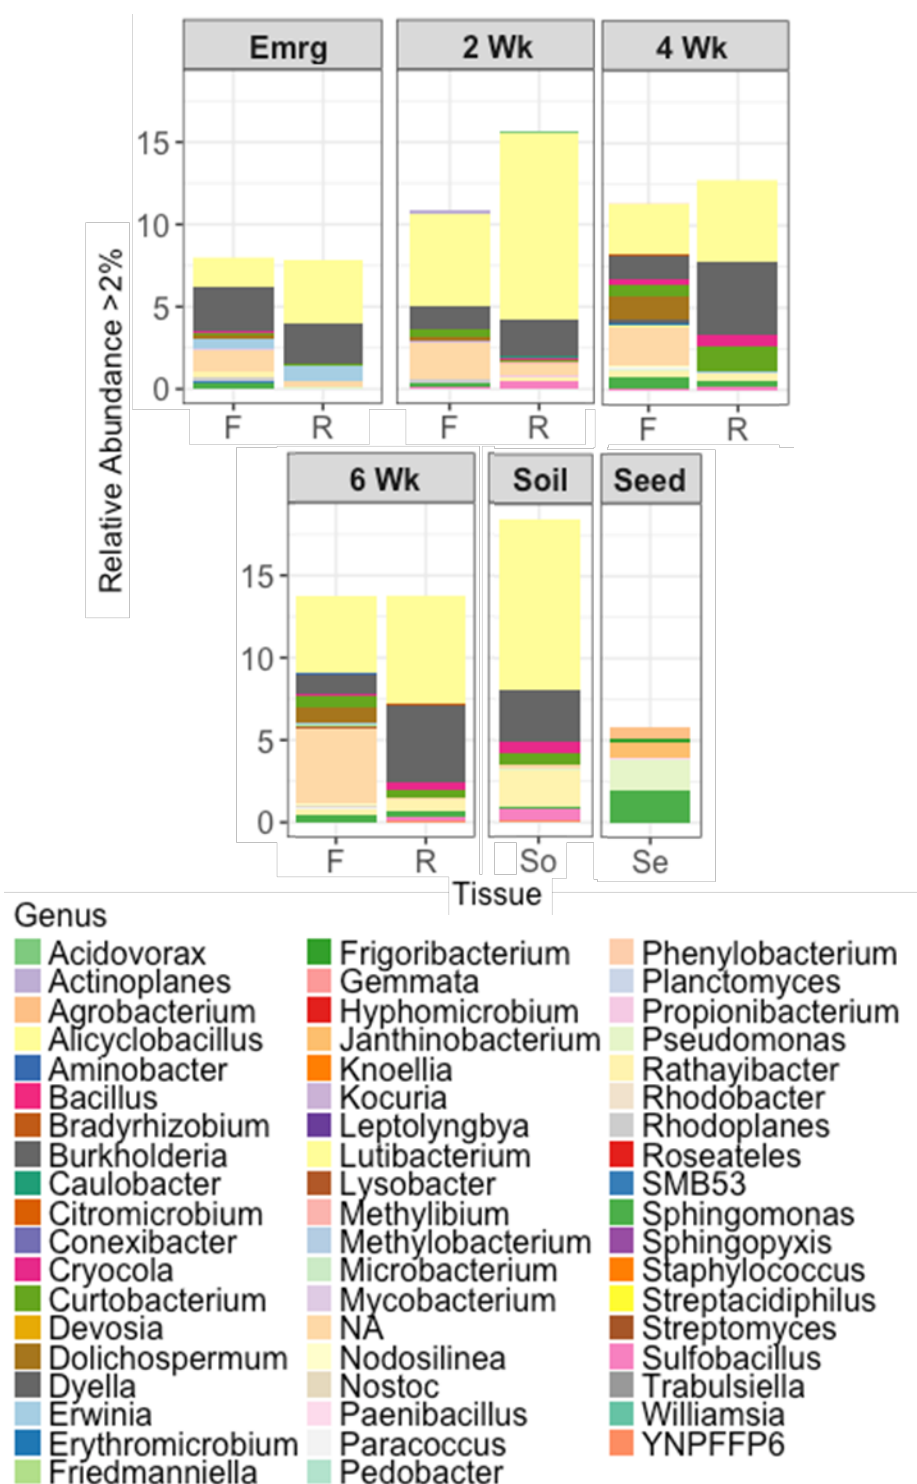 Emrg 2 Wk 4 Wk
15
10
5
0
F R F R F R
Relative Abundance >2%
6 Wk Soil Seed
15
10
5
0
F R So Se
Tissue
Genus
Acidovorax Frigoribacterium Phenylobacterium
Actinoplanes Gemmata Planctomyces
Agrobacterium Hyphomicrobium Propionibacterium
Alicyclobacillus Janthinobacterium Pseudomonas
Aminobacter Knoellia Rathayibacter
Bacillus Kocuria Rhodobacter
Bradyrhizobium Leptolyngbya Rhodoplanes
Burkholderia Lutibacterium Roseateles
Caulobacter Lysobacter SMB53
Citromicrobium Methylibium Sphingomonas
Conexibacter Methylobacterium Sphingopyxis
Cryocola Microbacterium Staphylococcus
Curtobacterium Mycobacterium Streptacidiphilus
Devosia NA Streptomyces
Dolichospermum Nodosilinea Sulfobacillus
Dyella Nostoc Trabulsiella
Erwinia Paenibacillus Williamsia
Erythromicrobium Paracoccus YNPFFP6
Friedmanniella Pedobacter